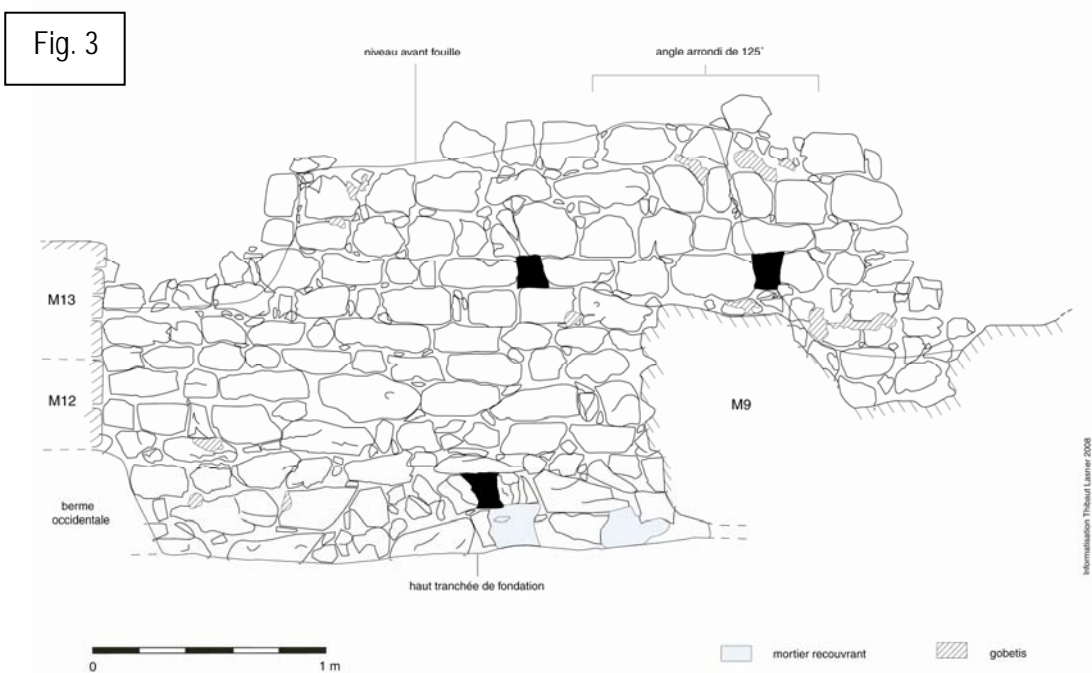 Fig. 3
niveau avant fouille
angle arrondi de 125°
M13
M12
M9
berme
occidentale
haut tranchée de fondation
0
1 m
mortier recouvrant
gobetis
Informatisation Thibaut Lasnier 2008